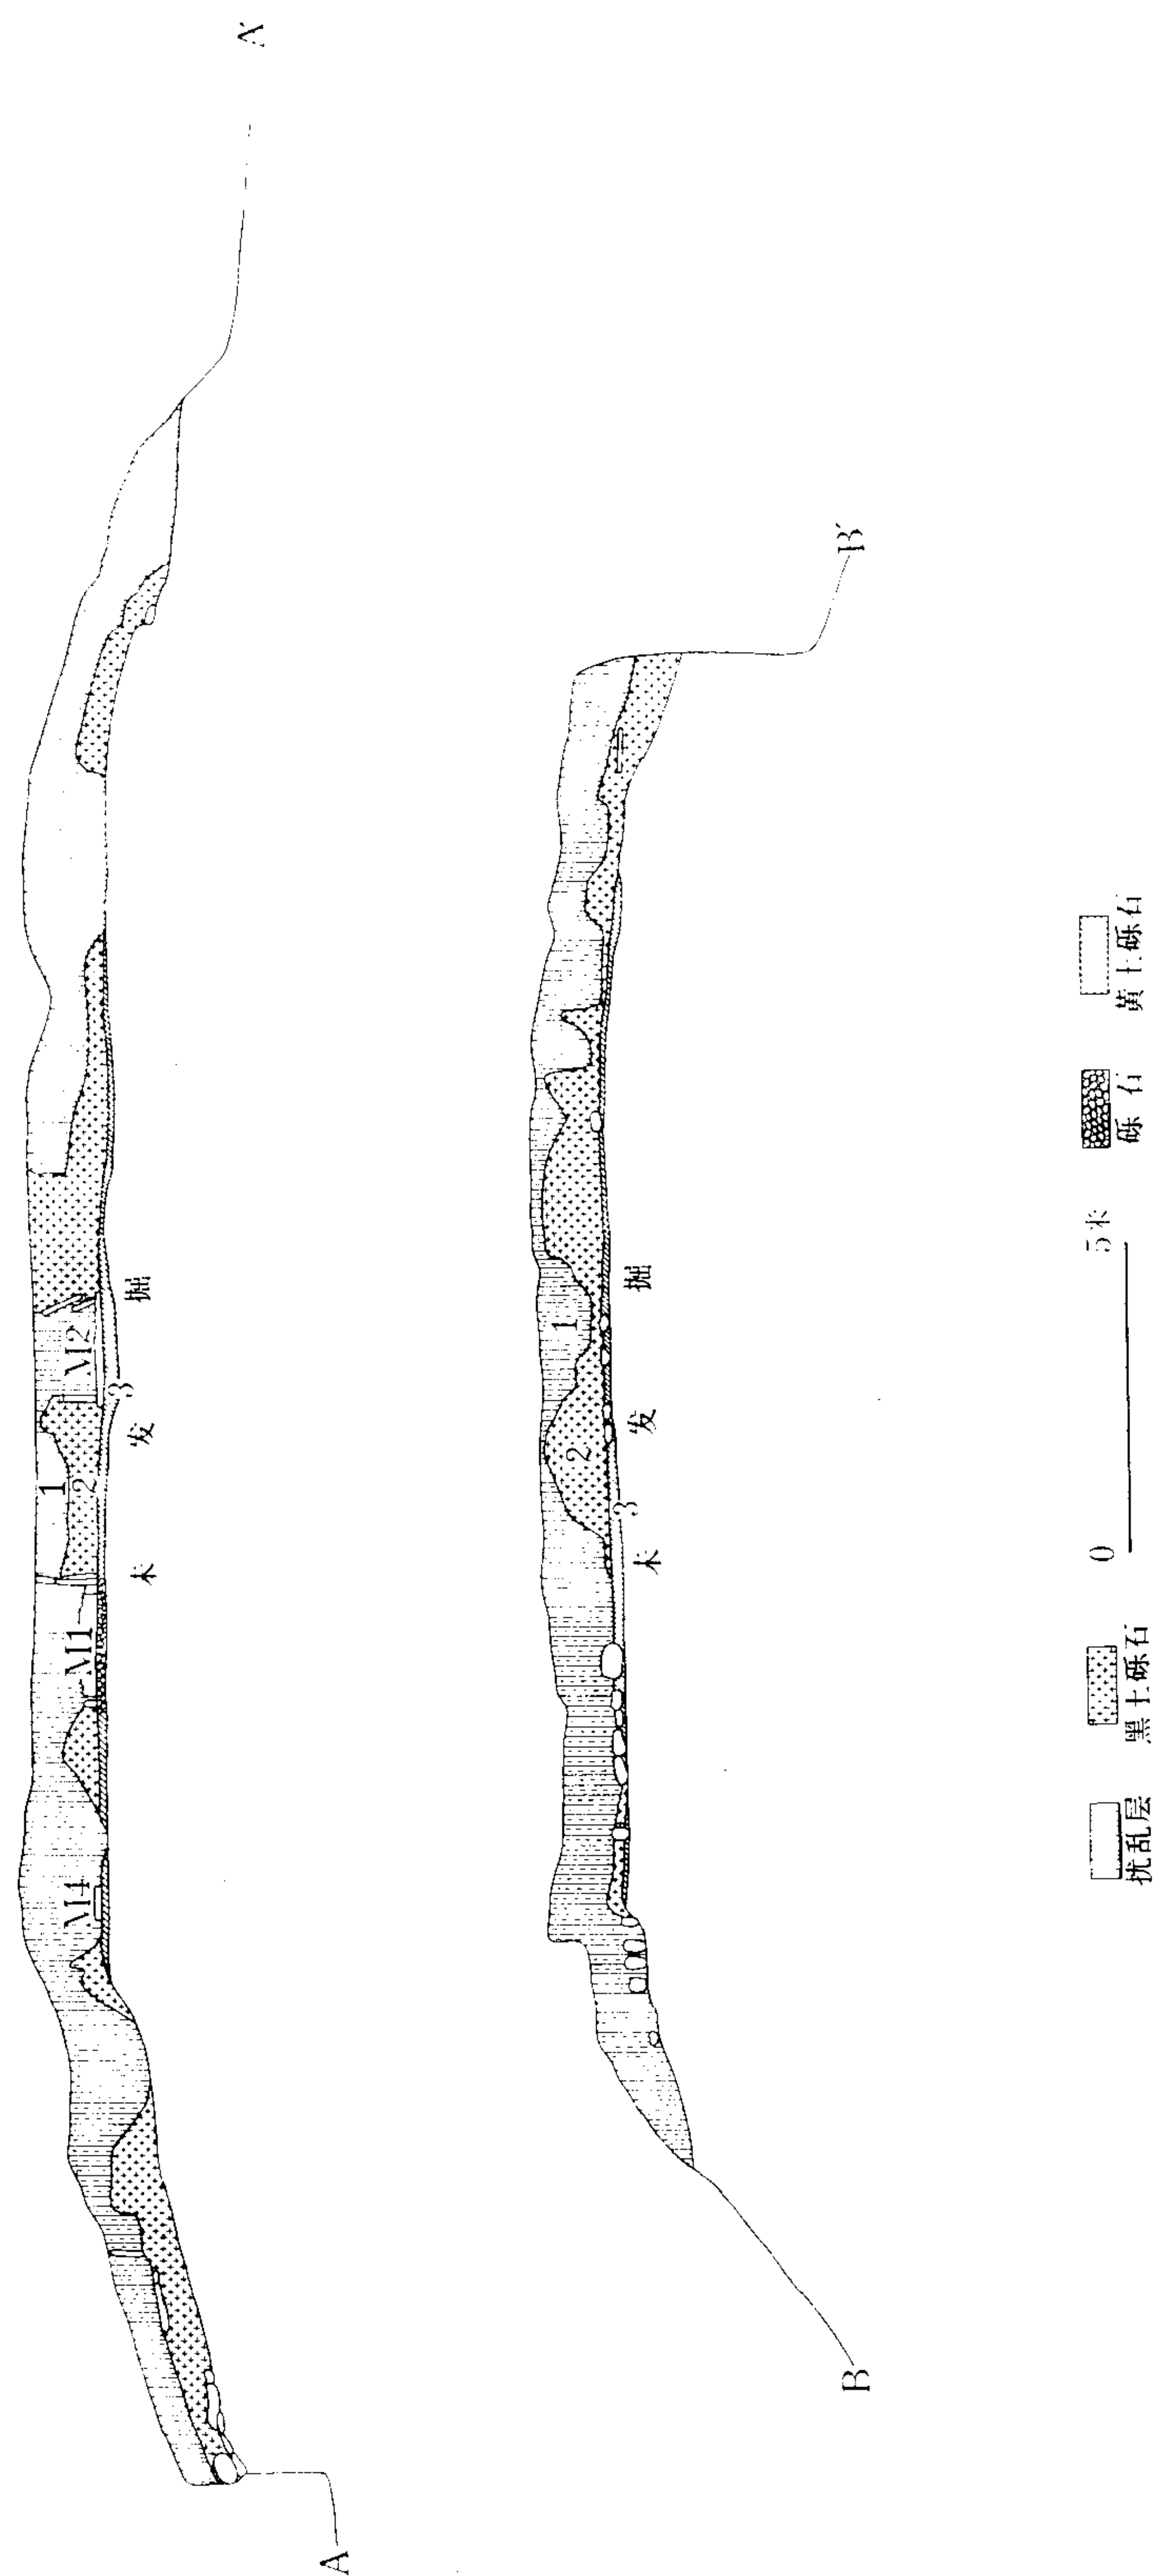 A A′
M4 M1 1 2 M2 3
未 发 掘
B B′
2 1 3
未 发 掘
扰乱层 黑土砾石 0 5米 砾石 黄土砾石